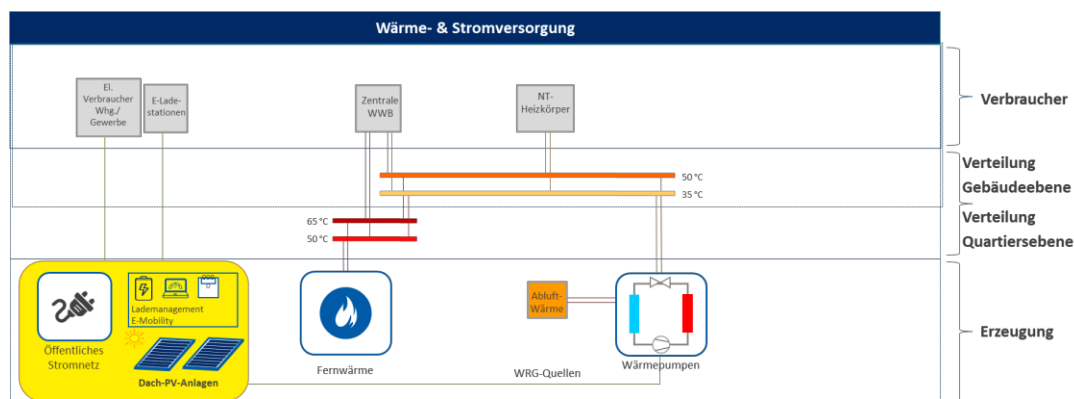 Wärme- & Stromversorgung
El.
Verbraucher
Whg./
Gewerbe
E-Lade-
stationen
Zentrale
WWB
NT-
Heizkörper
Verbraucher
50 °C
35 °C
Verteilung
Gebäudeebene
65 °C
50 °C
Verteilung
Quartiersebene
Lademanagement
E-Mobility
Öffentliches
Stromnetz
Dach-PV-Anlagen
Fernwärme
Abluft-
Wärme
WRG-Quellen
Wärmepumpen
Erzeugung